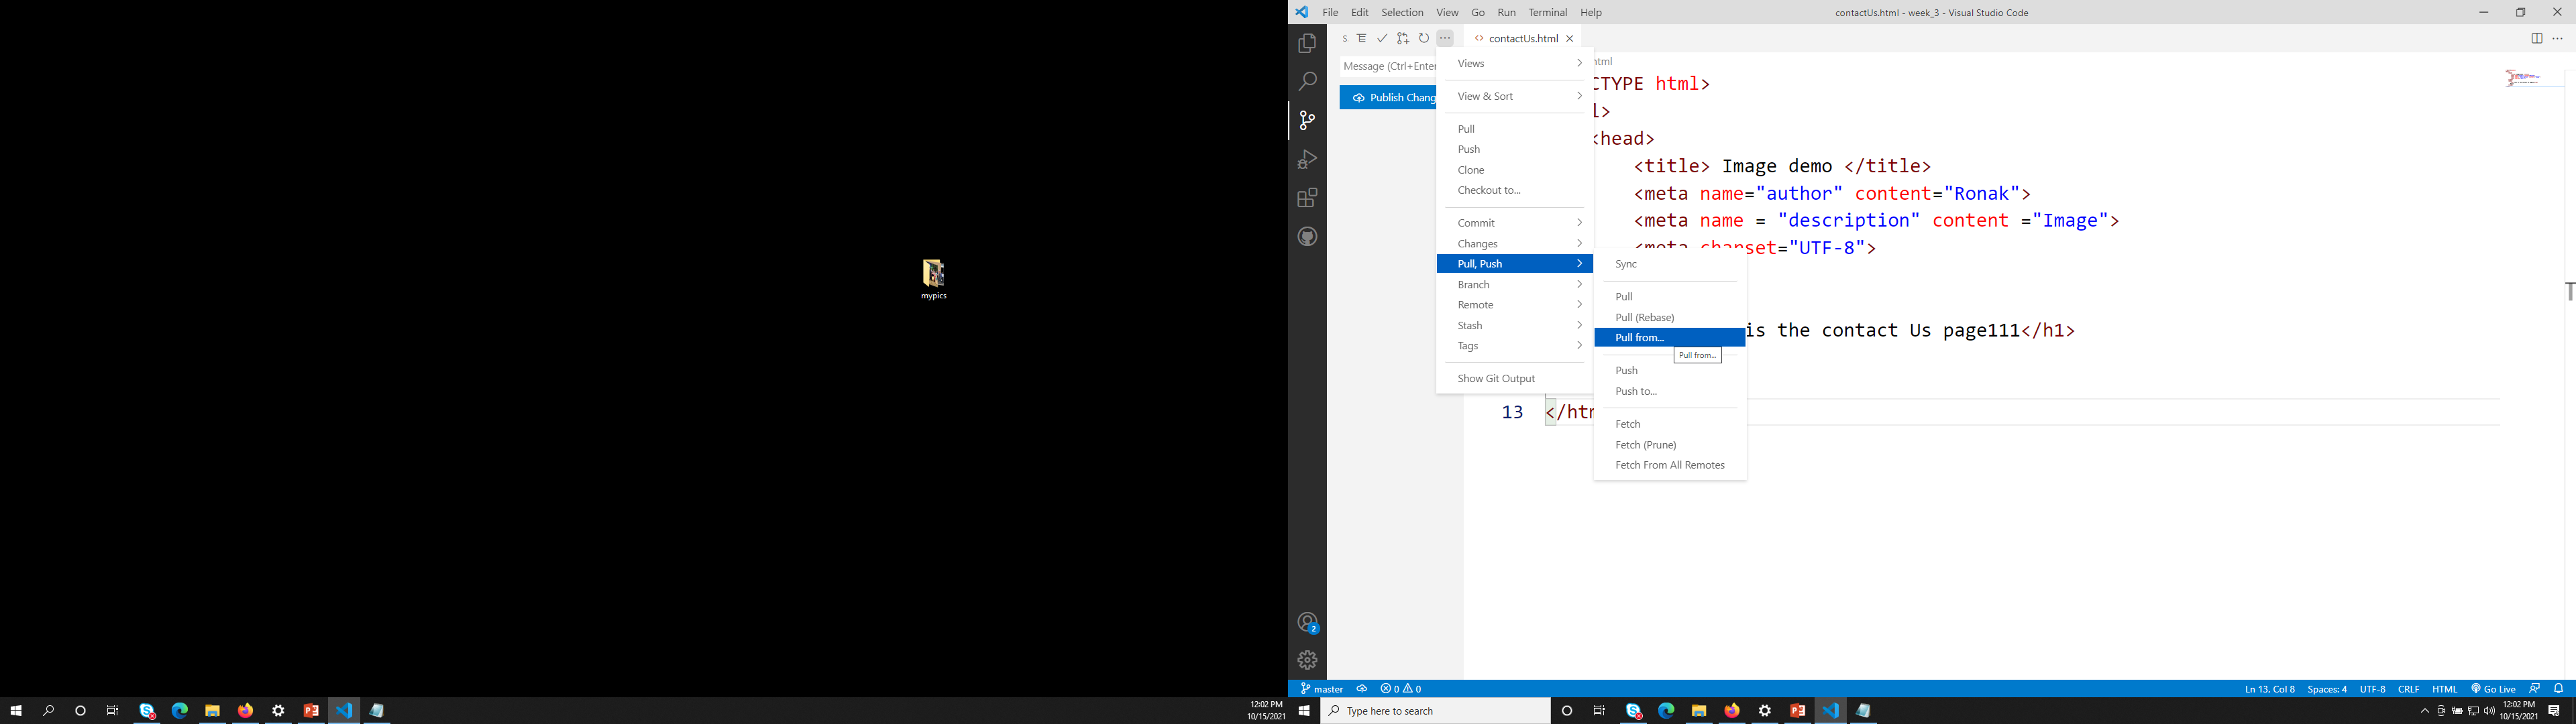 mypics
12:02 PM
10/15/2021
File Edit Selection View Go Run Terminal Help
contactUs.html - week_3 - Visual Studio Code
S
contactUs.html
Message (Ctrl+Enter
html
Publish Chang
Views
View & Sort
Pull
Push
Clone
Checkout to...
Commit
Changes
Pull, Push
Branch
Remote
Stash
Tags
Show Git Output
Sync
Pull
Pull (Rebase)
Pull from...
Pull from...
Push
Push to...
Fetch
Fetch (Prune)
Fetch From All Remotes
CTYPE html>
l>
<head>
<title> Image demo </title>
<meta name="author" content="Ronak">
<meta name = "description" content ="Image">
<meta charset="UTF-8">
is the contact Us page111</h1>
13 </htm
2
master
0 0
Ln 13, Col 8 Spaces: 4 UTF-8 CRLF HTML Go Live
Type here to search
12:02 PM
10/15/2021